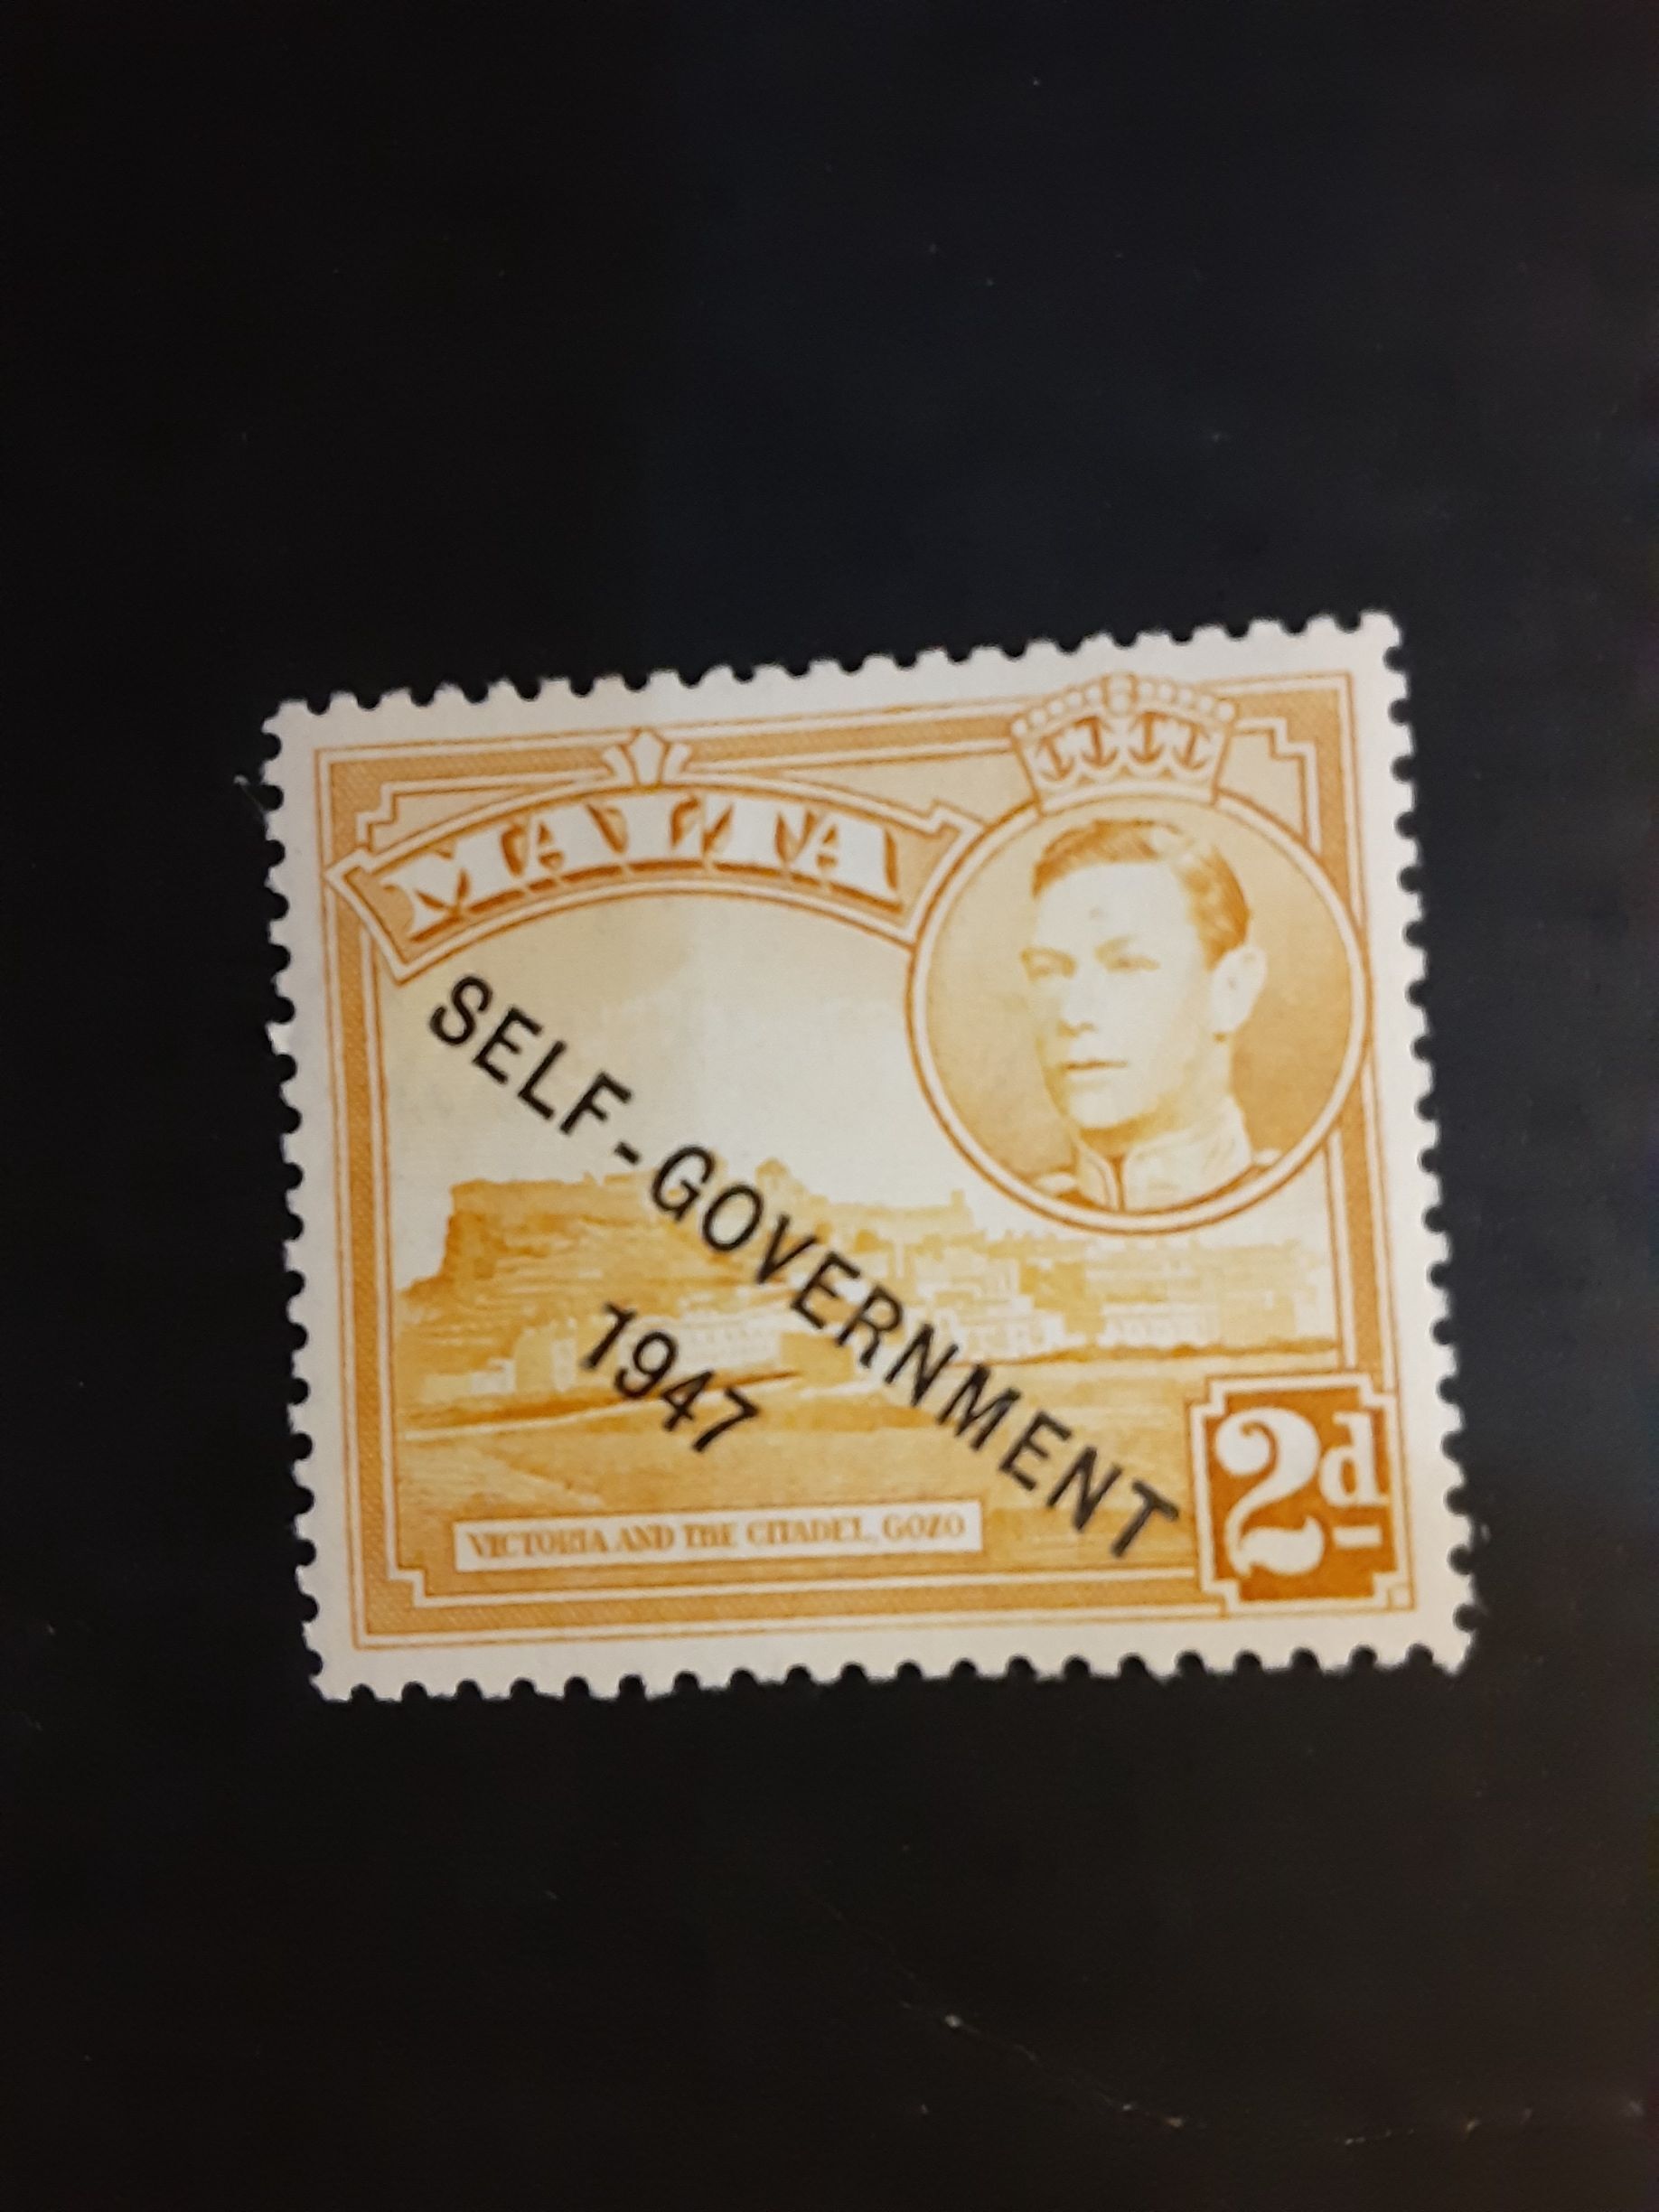 MALTA
SELF-GOVERNMENT
1947
VICTORIA AND THE CITADEL, GOZO
2d